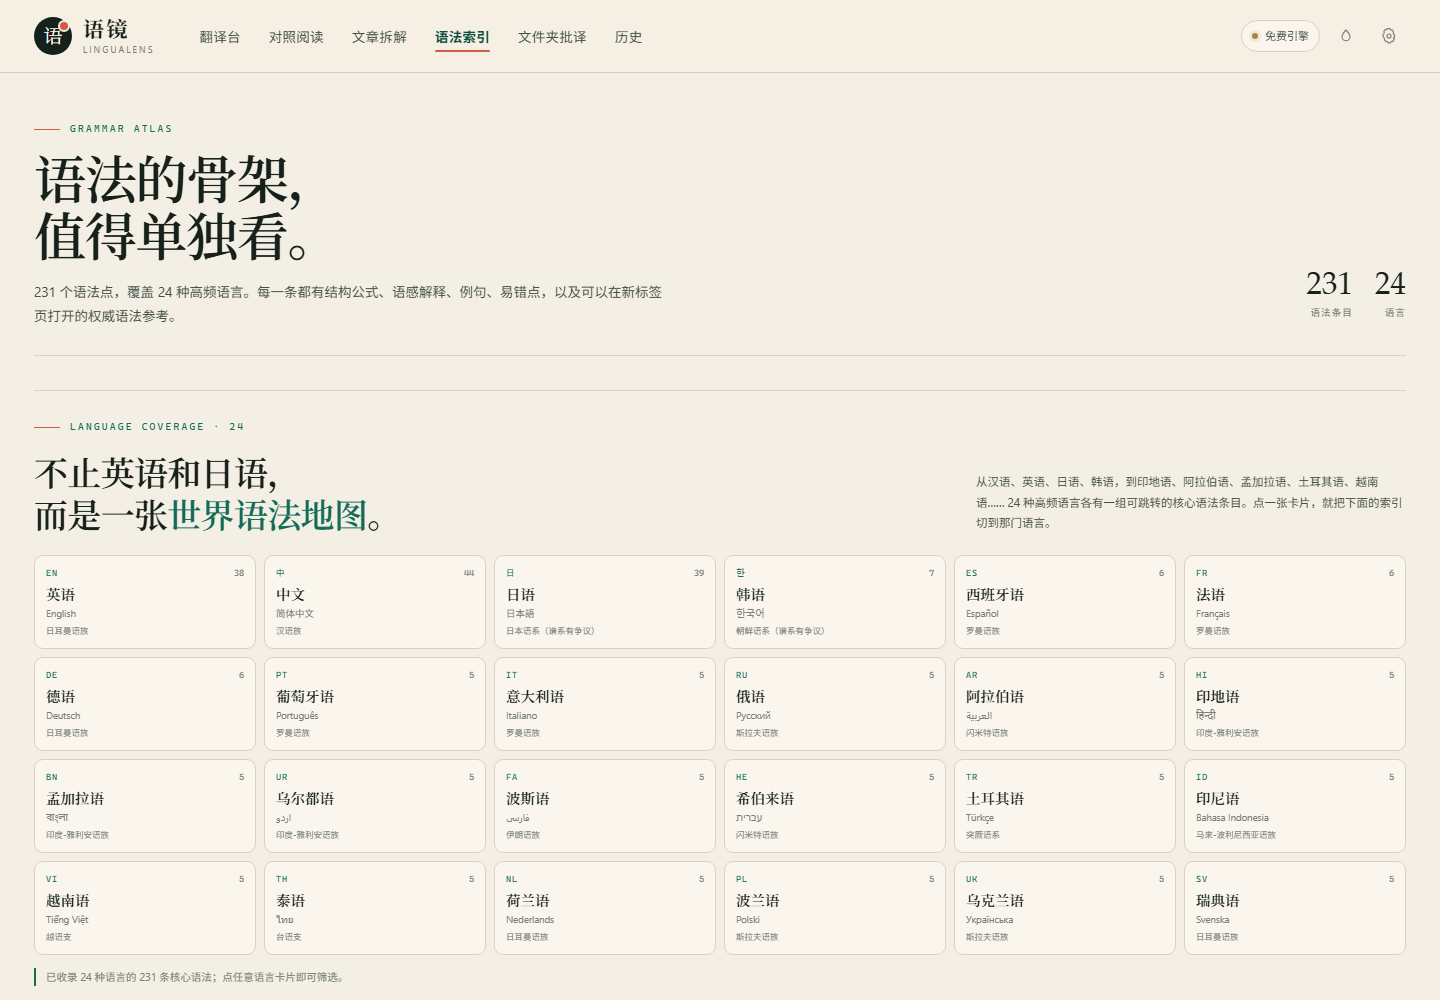 语 语镜
LINGUALENS
翻译台 对照阅读 文章拆解 语法索引 文件夹批译 历史
免费引擎
GRAMMAR ATLAS
语法的骨架,
值得单独看。
231 个语法点，覆盖 24 种高频语言。每一条都有结构公式、语感解释、例句、易错点，以及可以在新标签
页打开的权威语法参考。
231 24
语法条目 语言
LANGUAGE COVERAGE · 24
不止英语和日语,
而是一张世界语法地图。
从汉语、英语、日语、韩语，到印地语、阿拉伯语、孟加拉语、土耳其语、越南
语…… 24 种高频语言各有一组可跳转的核心语法条目。点一张卡片，就把下面的索引
切到那门语言。
EN 38
英语
English
日耳曼语族
中 44
中文
简体中文
汉语族
日 39
日语
日本語
日本语系（谱系有争议）
한 7
韩语
한국어
朝鲜语系（谱系有争议）
ES 6
西班牙语
Español
罗曼语族
FR 6
法语
Français
罗曼语族
DE 6
德语
Deutsch
日耳曼语族
PT 5
葡萄牙语
Português
罗曼语族
IT 5
意大利语
Italiano
罗曼语族
RU 5
俄语
Русский
斯拉夫语族
AR 5
阿拉伯语
العربية
闪米特语族
HI 5
印地语
हिन्दी
印度-雅利安语族
BN 5
孟加拉语
বাংলা
印度-雅利安语族
UR 5
乌尔都语
اردو
印度-雅利安语族
FA 5
波斯语
فارسی
伊朗语族
HE 5
希伯来语
עברית
闪米特语族
TR 5
土耳其语
Türkçe
突厥语系
ID 5
印尼语
Bahasa Indonesia
马来-波利尼西亚语族
VI 5
越南语
Tiếng Việt
越语支
TH 5
泰语
ไทย
台语支
NL 5
荷兰语
Nederlands
日耳曼语族
PL 5
波兰语
Polski
斯拉夫语族
UK 5
乌克兰语
Українська
斯拉夫语族
SV 5
瑞典语
Svenska
日耳曼语族
已收录 24 种语言的 231 条核心语法；点任意语言卡片即可筛选。